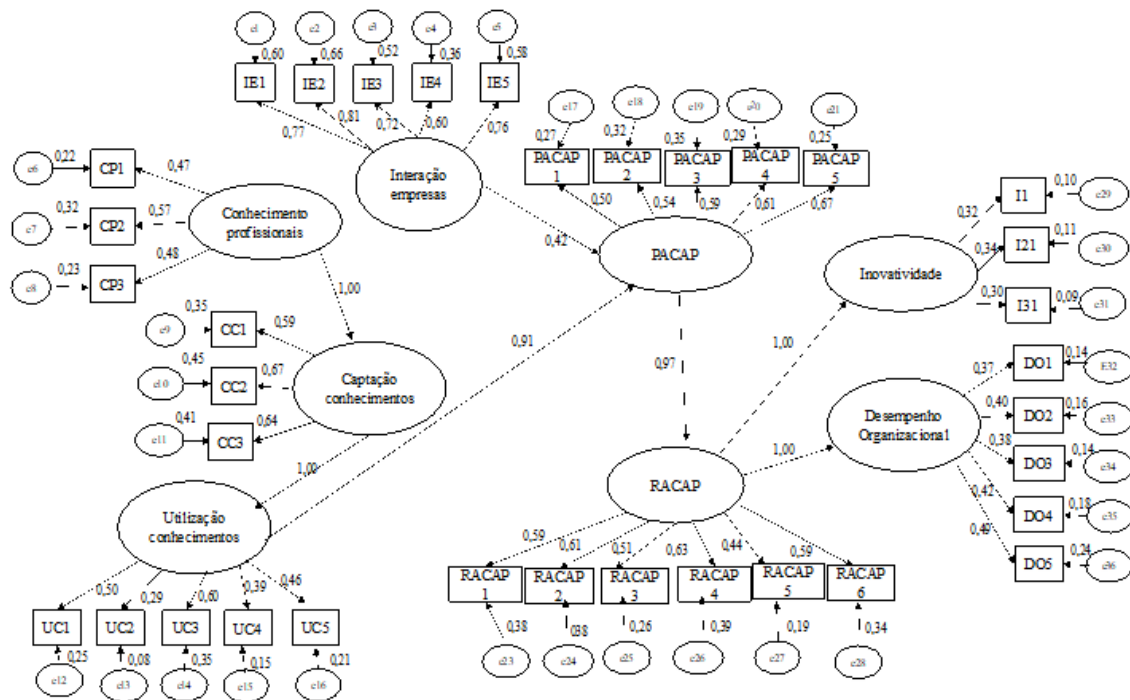 e1 e2 e3 e4 e5
0,60 0,66 0,52 0,36 0,58
IE1 IE2 IE3 IE4 IE5
0,77 0,81 0,72 0,60 0,76
Interação
empresas
0,42
e6 0,22 CP1 0,47
e7 0,32 CP2 0,57
e8 0,23 CP3 0,48
Conhecimento
profissionais
1,00
e9 0,35 CC1 0,59
e10 0,45 CC2 0,67
e11 0,41 CC3 0,64
Captação
conhecimentos
1,00
0,91
Utilização
conhecimentos
0,50 0,29 0,60 0,39 0,46
UC1 UC2 UC3 UC4 UC5
0,25 0,08 0,35 0,15 0,21
e12 e13 e14 e15 e16
e17 e18 e19 e20 e21
0,27 0,32 0,35 0,29 0,25
PACAP
1
PACAP
2
PACAP
3
PACAP
4
PACAP
5
0,50 0,54 0,59 0,61 0,67
PACAP
0,97
RACAP
0,59 0,61 0,51 0,63 0,44 0,59
RACAP
1
RACAP
2
RACAP
3
RACAP
4
RACAP
5
RACAP
6
0,38 038 0,26 0,39 0,19 0,34
e23 e24 e25 e26 e27 e28
1,00
1,00
Inovatividade
0,32 I1 0,10 e29
0,34 I21 0,11 e30
0,30 I31 0,09 e31
Desempenho
Organizacional
0,37 DO1 0,14 E32
0,40 DO2 0,16 e33
0,38 DO3 0,14 e34
0,42 DO4 0,18 e35
0,49 DO5 0,24 e36